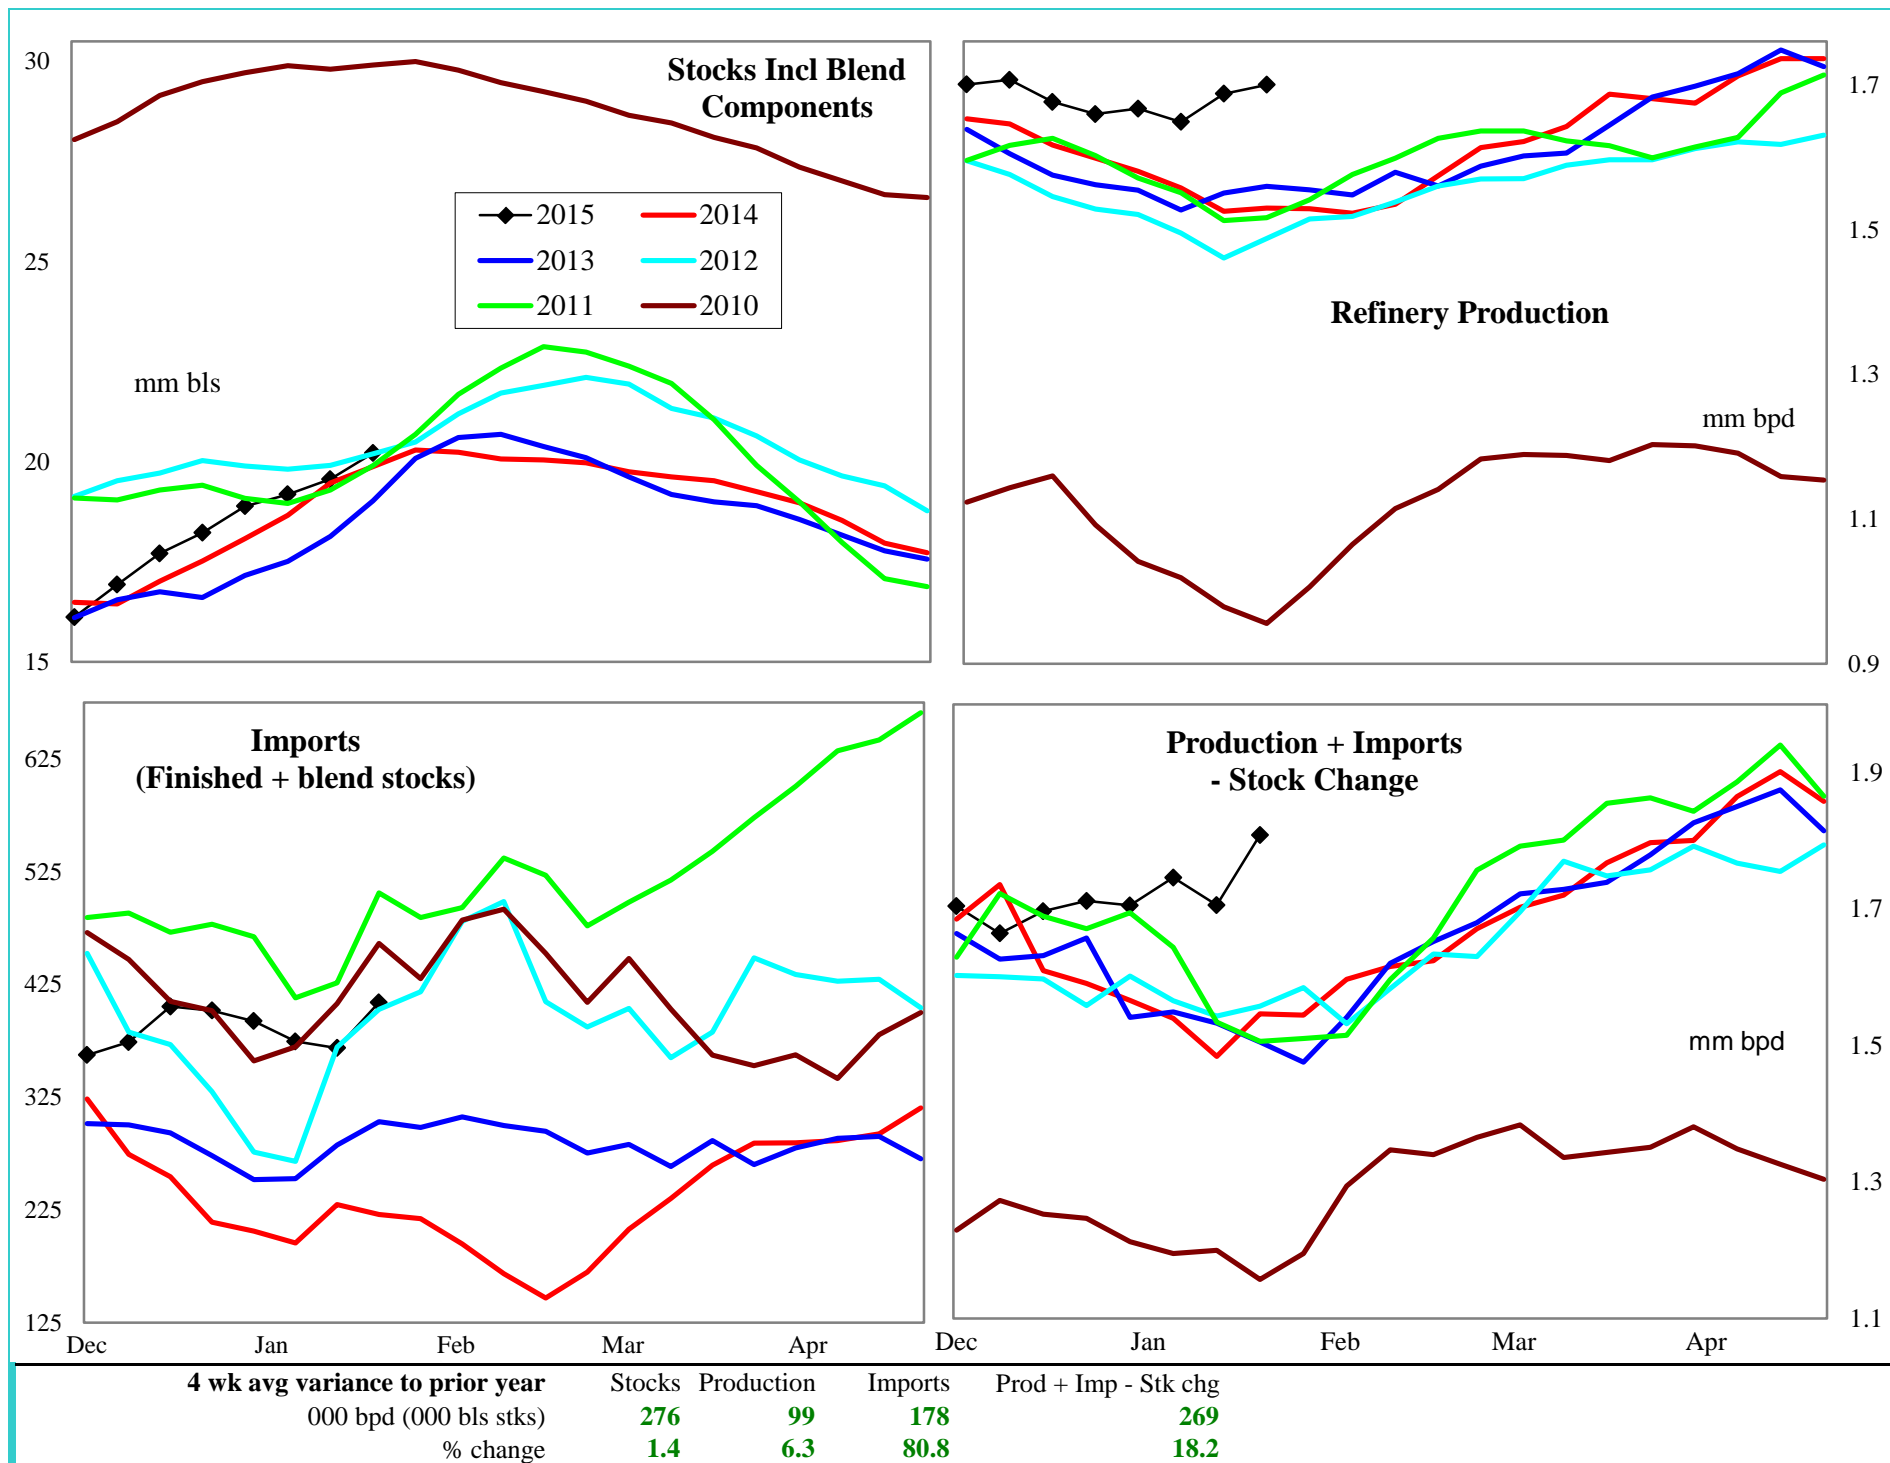 Stocks Incl Blend
Components
30
25
20
15
mm bls
2015 2014
2013 2012
2011 2010
Refinery Production
mm bpd
1.7
1.5
1.3
1.1
0.9
Imports
(Finished + blend stocks)
625
525
425
325
225
125
Dec Jan Feb Mar Apr
Production + Imports
- Stock Change
mm bpd
1.9
1.7
1.5
1.3
1.1
Dec Jan Feb Mar Apr
4 wk avg variance to prior year Stocks Production Imports Prod + Imp - Stk chg
000 bpd (000 bls stks) 276 99 178 269
% change 1.4 6.3 80.8 18.2